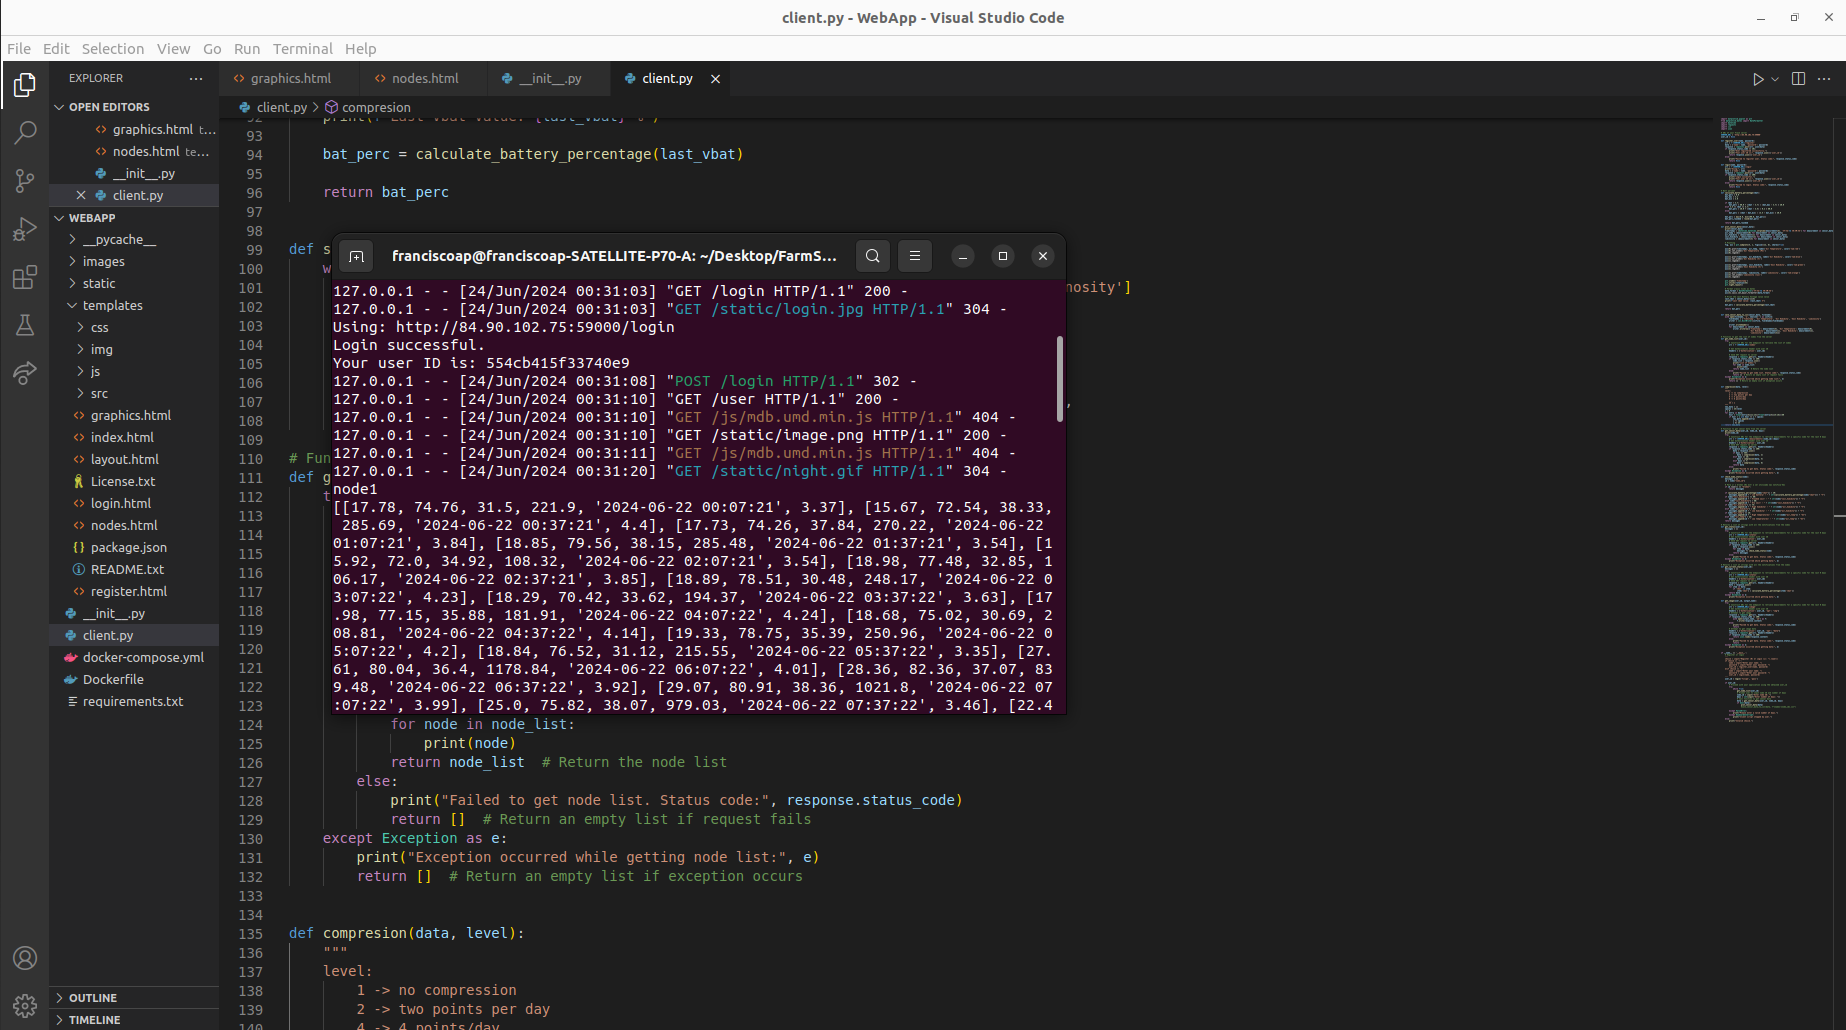 client.py - WebApp - Visual Studio Code
File Edit Selection View Go Run Terminal Help
EXPLORER
OPEN EDITORS
graphics.html t...
nodes.html te...
__init__.py
client.py
WEBAPP
__pycache__
images
static
templates
css
img
js
src
graphics.html
index.html
layout.html
License.txt
login.html
nodes.html
package.json
README.txt
register.html
__init__.py
client.py
docker-compose.yml
Dockerfile
requirements.txt
OUTLINE
TIMELINE
graphics.html nodes.html __init__.py client.py
client.py > compresion
93
94 bat_perc = calculate_battery_percentage(last_vbat)
95
96 return bat_perc
97
98
99 def s
100 w
101 nosity']
102
103
104
105
106
107 ,
108
109
110 # Fun
111 def g
112 t
113
114
115
116
117
118
119
120
121
122
123
124 for node in node_list:
125 print(node)
126 return node_list # Return the node list
127 else:
128 print("Failed to get node list. Status code:", response.status_code)
129 return [] # Return an empty list if request fails
130 except Exception as e:
131 print("Exception occurred while getting node list:", e)
132 return [] # Return an empty list if exception occurs
133
134
135 def compresion(data, level):
136 """
137 level:
138 1 -> no compression
139 2 -> two points per day
140 4 -> 4 points/day
franciscoap@franciscoap-SATELLITE-P70-A: ~/Desktop/FarmS...
127.0.0.1 - - [24/Jun/2024 00:31:03] "GET /login HTTP/1.1" 200 -
127.0.0.1 - - [24/Jun/2024 00:31:03] "GET /static/login.jpg HTTP/1.1" 304 -
Using: http://84.90.102.75:59000/login
Login successful.
Your user ID is: 554cb415f33740e9
127.0.0.1 - - [24/Jun/2024 00:31:08] "POST /login HTTP/1.1" 302 -
127.0.0.1 - - [24/Jun/2024 00:31:10] "GET /user HTTP/1.1" 200 -
127.0.0.1 - - [24/Jun/2024 00:31:10] "GET /js/mdb.umd.min.js HTTP/1.1" 404 -
127.0.0.1 - - [24/Jun/2024 00:31:10] "GET /static/image.png HTTP/1.1" 200 -
127.0.0.1 - - [24/Jun/2024 00:31:11] "GET /js/mdb.umd.min.js HTTP/1.1" 404 -
127.0.0.1 - - [24/Jun/2024 00:31:20] "GET /static/night.gif HTTP/1.1" 304 -
node1
[[17.78, 74.76, 31.5, 221.9, '2024-06-22 00:07:21', 3.37], [15.67, 72.54, 38.33,
 285.69, '2024-06-22 00:37:21', 4.4], [17.73, 74.26, 37.84, 270.22, '2024-06-22
01:07:21', 3.84], [18.85, 79.56, 38.15, 285.48, '2024-06-22 01:37:21', 3.54], [1
5.92, 72.0, 34.92, 108.32, '2024-06-22 02:07:21', 3.54], [18.98, 77.48, 32.85, 1
06.17, '2024-06-22 02:37:21', 3.85], [18.89, 78.51, 30.48, 248.17, '2024-06-22 0
3:07:22', 4.23], [18.29, 70.42, 33.62, 194.37, '2024-06-22 03:37:22', 3.63], [17
.98, 77.15, 35.88, 181.91, '2024-06-22 04:07:22', 4.24], [18.68, 75.02, 30.69, 2
08.81, '2024-06-22 04:37:22', 4.14], [19.33, 78.75, 35.39, 250.96, '2024-06-22 0
5:07:22', 4.2], [18.84, 76.52, 31.12, 215.55, '2024-06-22 05:37:22', 3.35], [27.
61, 80.04, 36.4, 1178.84, '2024-06-22 06:07:22', 4.01], [28.36, 82.36, 37.07, 83
9.48, '2024-06-22 06:37:22', 3.92], [29.07, 80.91, 38.36, 1021.8, '2024-06-22 07
:07:22', 3.99], [25.0, 75.82, 38.07, 979.03, '2024-06-22 07:37:22', 3.46], [22.4